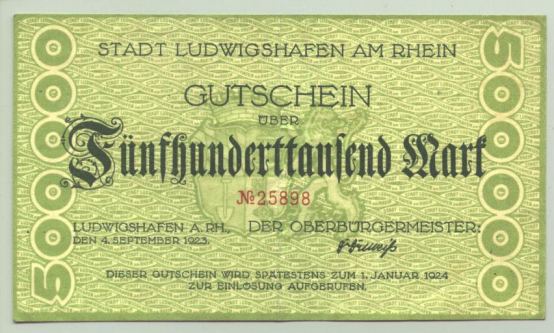 STADT LUDWIGSHAFEN AM RHEIN
GUTSCHEIN
ÜBER
Fünfhunderttausend Mark
№25898
LUDWIGSHAFEN A. RH., DER OBERBÜRGERMEISTER:
DEN 4. SEPTEMBER 1923.
DIESER GUTSCHEIN WIRD SPÄTESTENS ZUM 1. JANUAR 1924
ZUR EINLÖSUNG AUFGERUFEN.
500000
500000